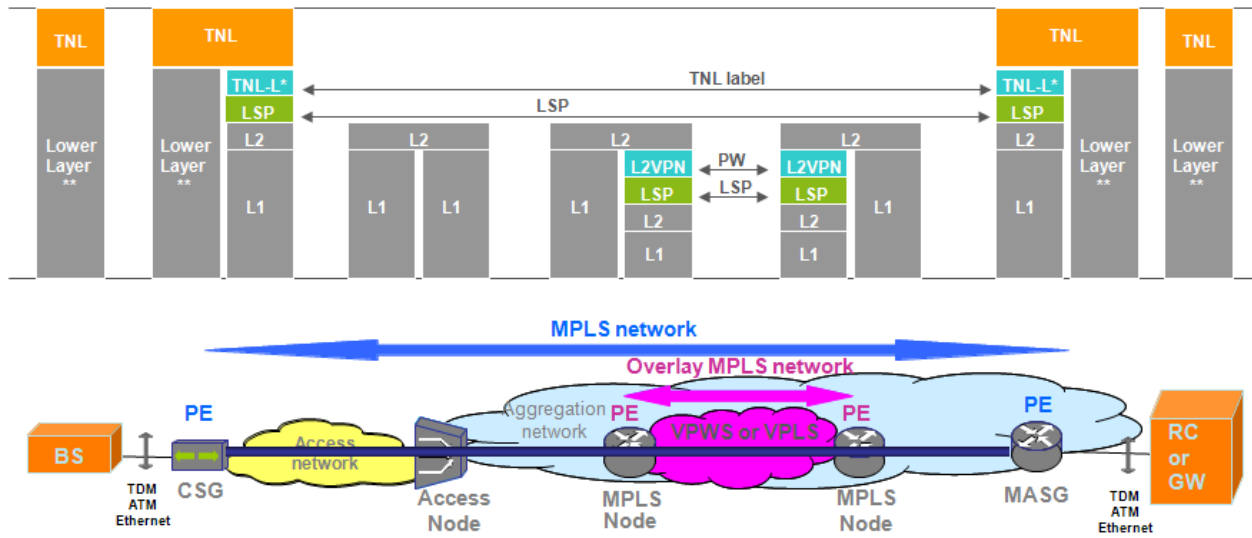 TNL
TNL
TNL
TNL
TNL-L*
TNL label
TNL-L*
LSP
LSP
LSP
Lower
Layer
**
Lower
Layer
**
L2
L2
L2
L2
L2
Lower
Layer
**
Lower
Layer
**
L2VPN
PW
L2VPN
LSP
LSP
LSP
L1
L1
L1
L1
L2
L2
L1
L1
L1
L1
MPLS network
Overlay MPLS network
PE
Aggregation
network
PE
PE
PE
BS
Access
network
VPWS or VPLS
RC
or
GW
TDM
ATM
Ethernet
CSG
Access
Node
MPLS
Node
MPLS
Node
MASG
TDM
ATM
Ethernet